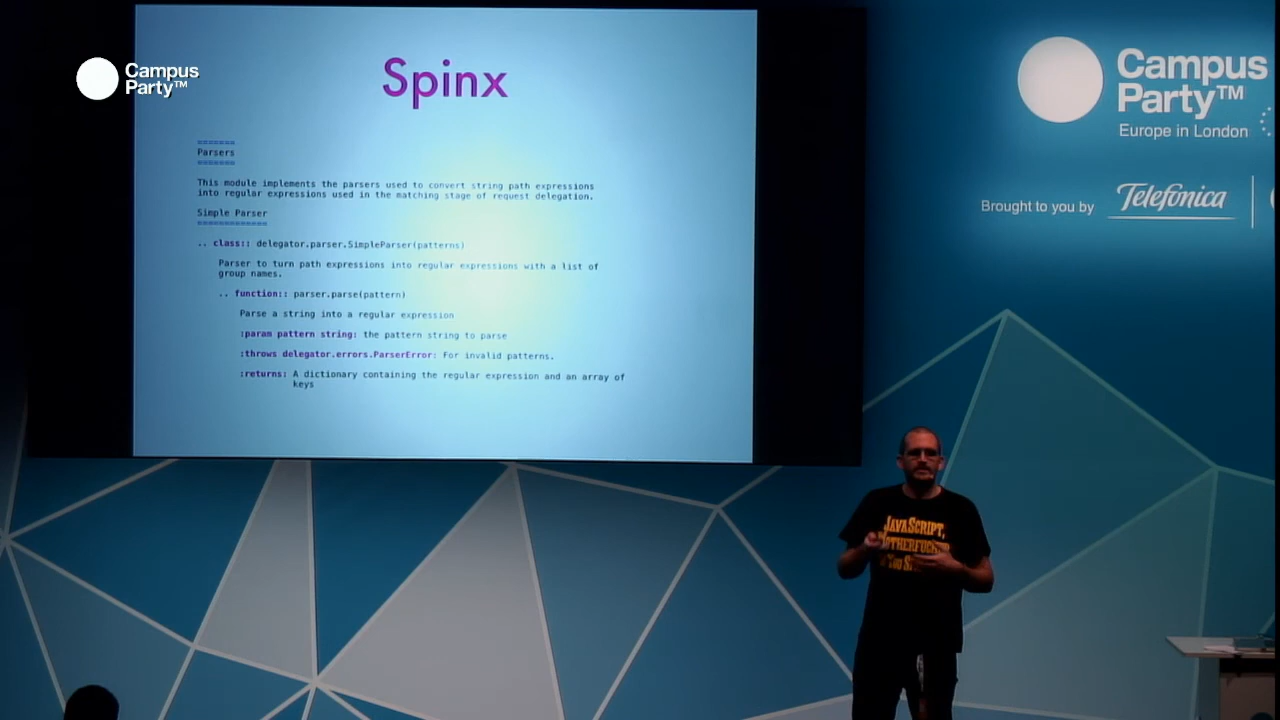 Campus
Party™
Spinx
=======
Parsers
=======
This module implements the parsers used to convert string path expressions
into regular expressions used in the matching stage of request delegation.
Simple Parser
=============
.. class:: delegator.parser.SimpleParser(patterns)
Parser to turn path expressions into regular expressions with a list of
group names.
.. function:: parser.parse(pattern)
Parse a string into a regular expression
:param pattern string: the pattern string to parse
:throws delegator.errors.ParserError: For invalid patterns.
:returns: A dictionary containing the regular expression and an array of
keys
Campus
Party™
Europe in London
Brought to you by
Telefonica
JAVASCRIPT,